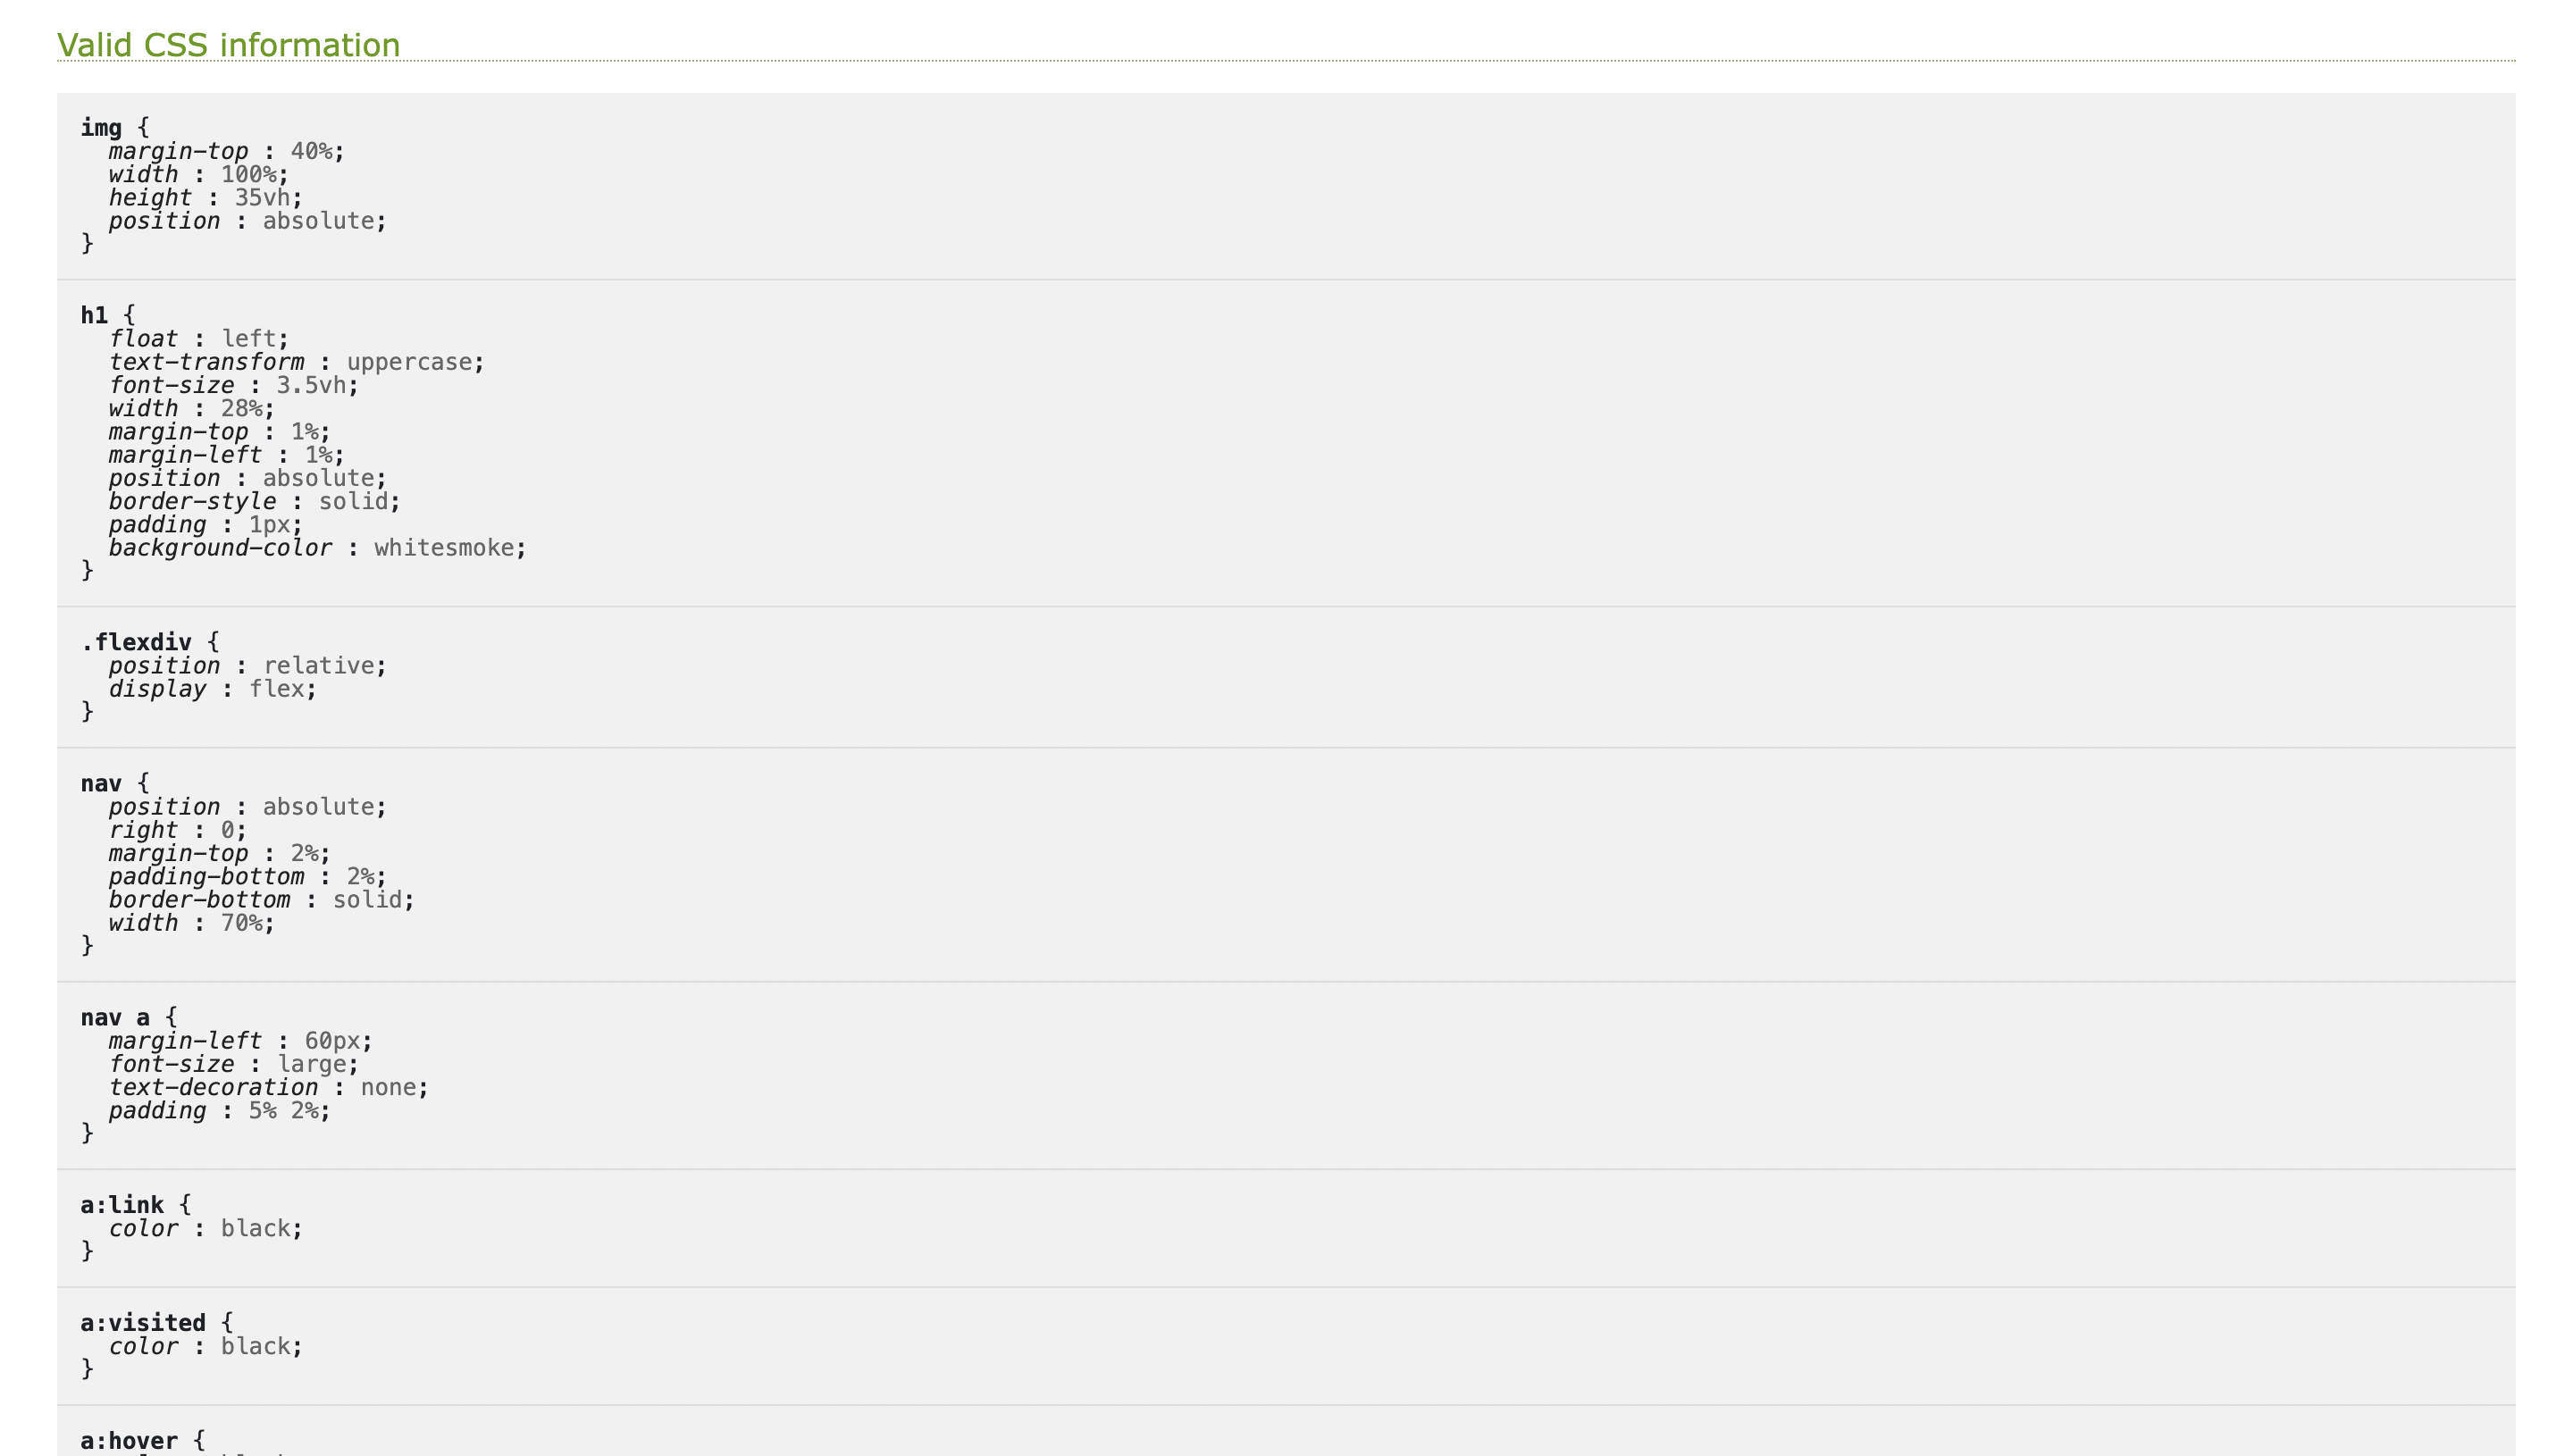 Valid CSS information
img {
margin-top : 40%;
width : 100%;
height : 35vh;
position : absolute;
}
h1 {
float : left;
text-transform : uppercase;
font-size : 3.5vh;
width : 28%;
margin-top : 1%;
margin-left : 1%;
position : absolute;
border-style : solid;
padding : 1px;
background-color : whitesmoke;
}
.flexdiv {
position : relative;
display : flex;
}
nav {
position : absolute;
right : 0;
margin-top : 2%;
padding-bottom : 2%;
border-bottom : solid;
width : 70%;
}
nav a {
margin-left : 60px;
font-size : large;
text-decoration : none;
padding : 5% 2%;
}
a:link {
color : black;
}
a:visited {
color : black;
}
a:hover {